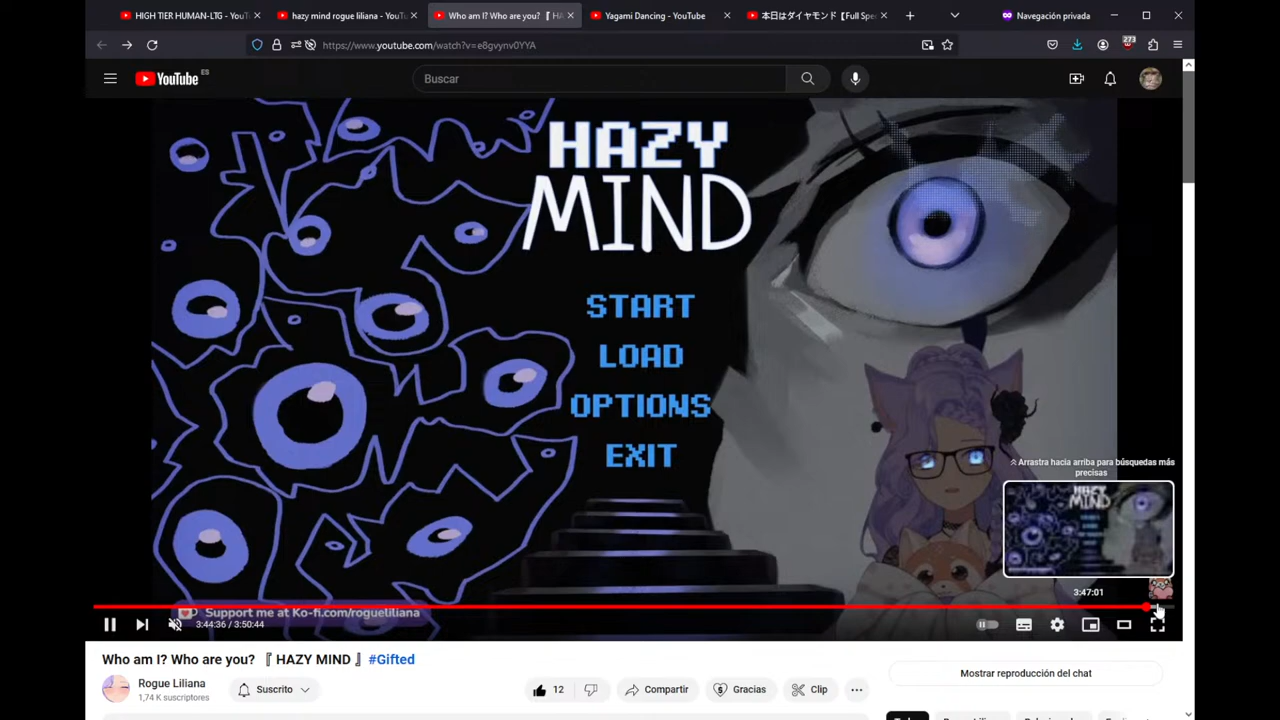 HIGH TIER HUMAN-LTG - YouTu
hazy mind rogue liliana - YouTu
Who am I? Who are you? 『 HA
Yagami Dancing - YouTube
本日はダイヤモンド【Full Spe
Navegación privada
https://www.youtube.com/watch?v=e8gvynv0YYA
273
YouTube ES
Buscar
HAZY
MIND
START
LOAD
OPTIONS
EXIT
Arrastra hacia arriba para búsquedas más
precisas
HAZY
MIND
3:47:01
Support me at Ko-fi.com/rogueliliana
3:44:36 / 3:50:44
Who am I? Who are you? 『 HAZY MIND 』 #Gifted
Mostrar reproducción del chat
Rogue Liliana
1,74 K suscriptores
Suscrito
12
Compartir
Gracias
Clip